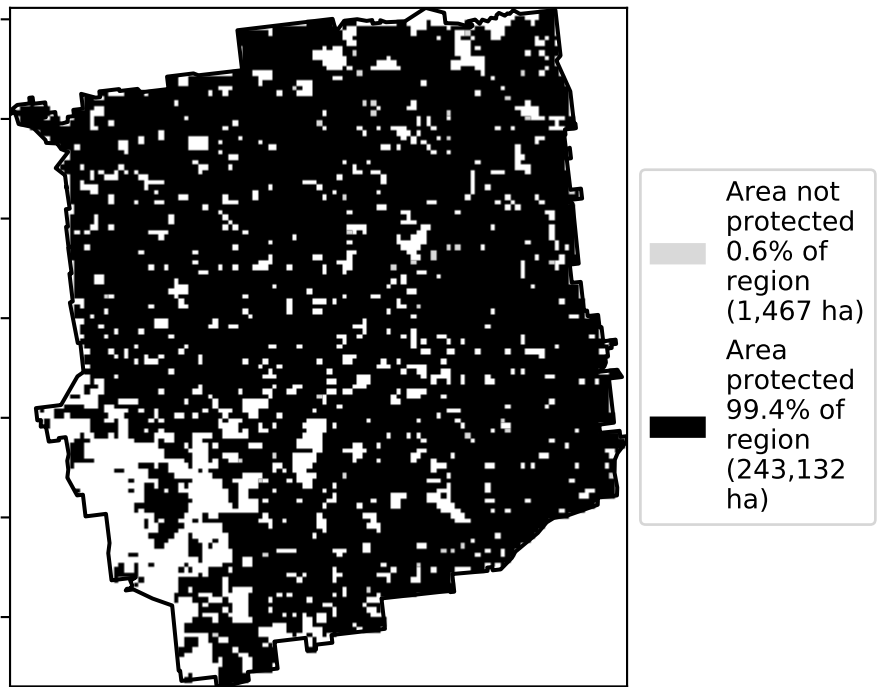 Area not
protected
0.6% of
region
(1,467 ha)
Area
protected
99.4% of
region
(243,132
ha)